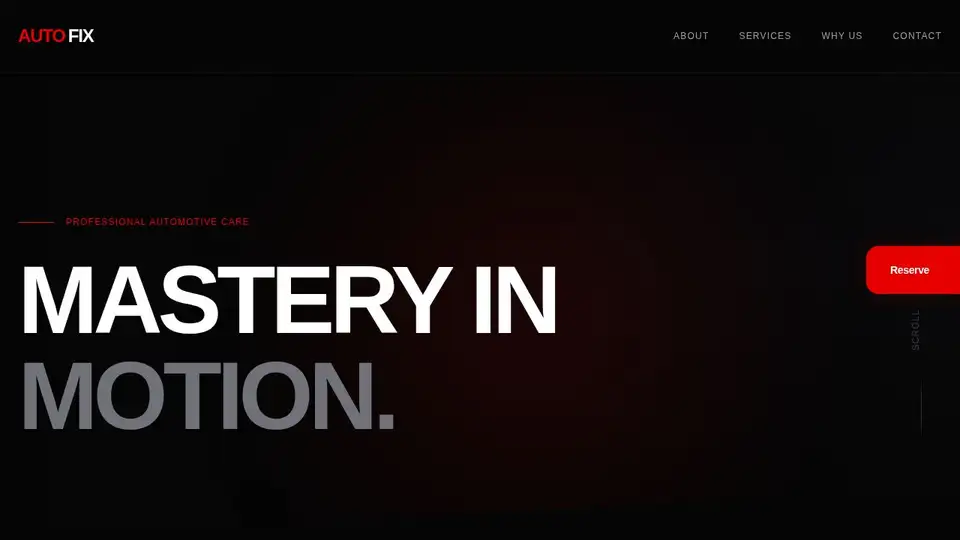 AUTO FIX
ABOUT
SERVICES
WHY US
CONTACT
PROFESSIONAL AUTOMOTIVE CARE
MASTERY IN
MOTION.
Reserve
SCROLL